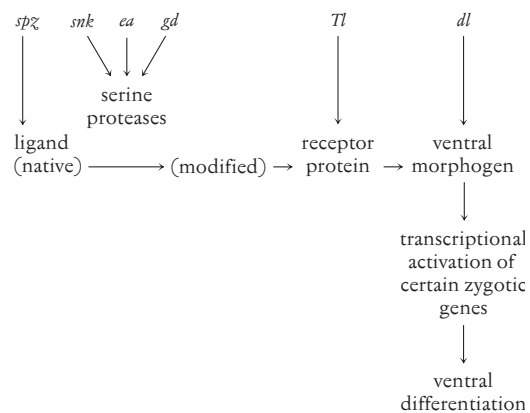 spz snk ea gd Tl dl
serine
proteases
ligand
(native)
(modified)
receptor
protein
ventral
morphogen
transcriptional
activation of
certain zygotic
genes
ventral
differentiation